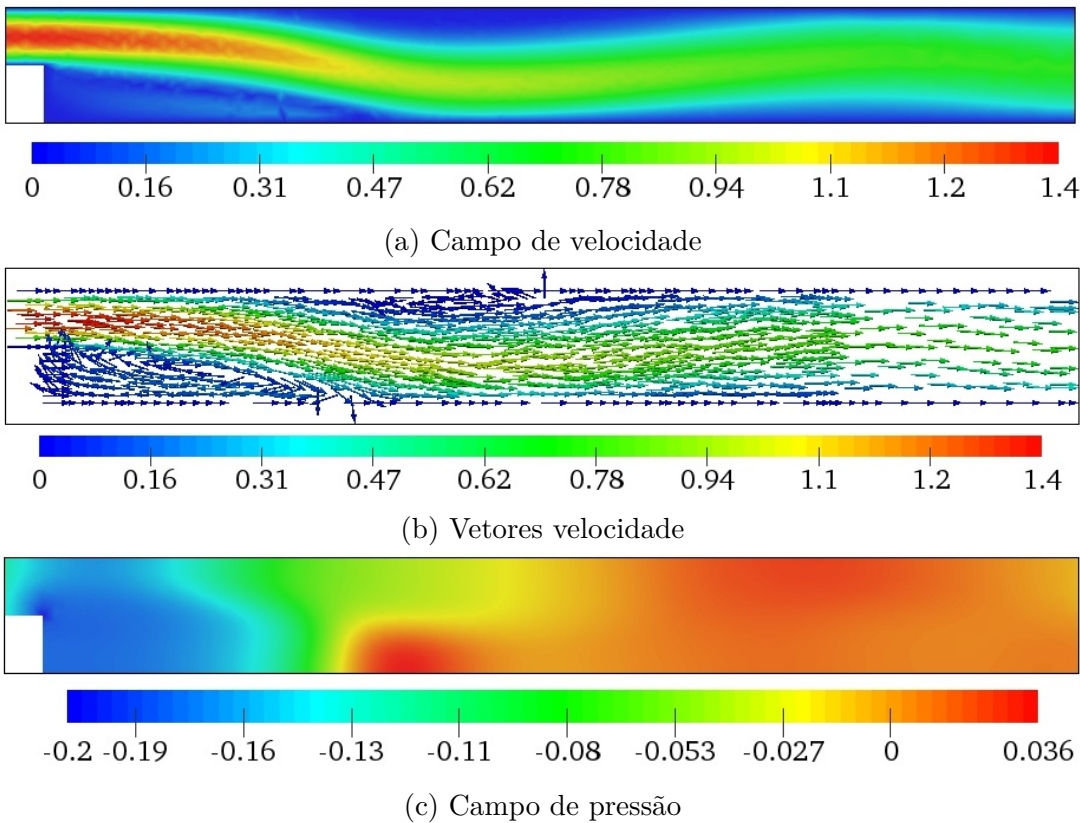 0 0.16 0.31 0.47 0.62 0.78 0.94 1.1 1.2 1.4
(a) Campo de velocidade
0 0.16 0.31 0.47 0.62 0.78 0.94 1.1 1.2 1.4
(b) Vetores velocidade
-0.2 -0.19 -0.16 -0.13 -0.11 -0.08 -0.053 -0.027 0 0.036
(c) Campo de pressão